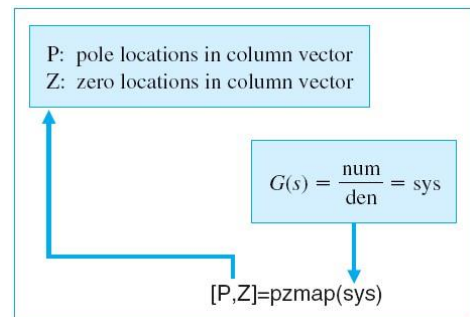 P: pole locations in column vector
Z: zero locations in column vector
G(s) = num/den = sys
[P,Z]=pzmap(sys)